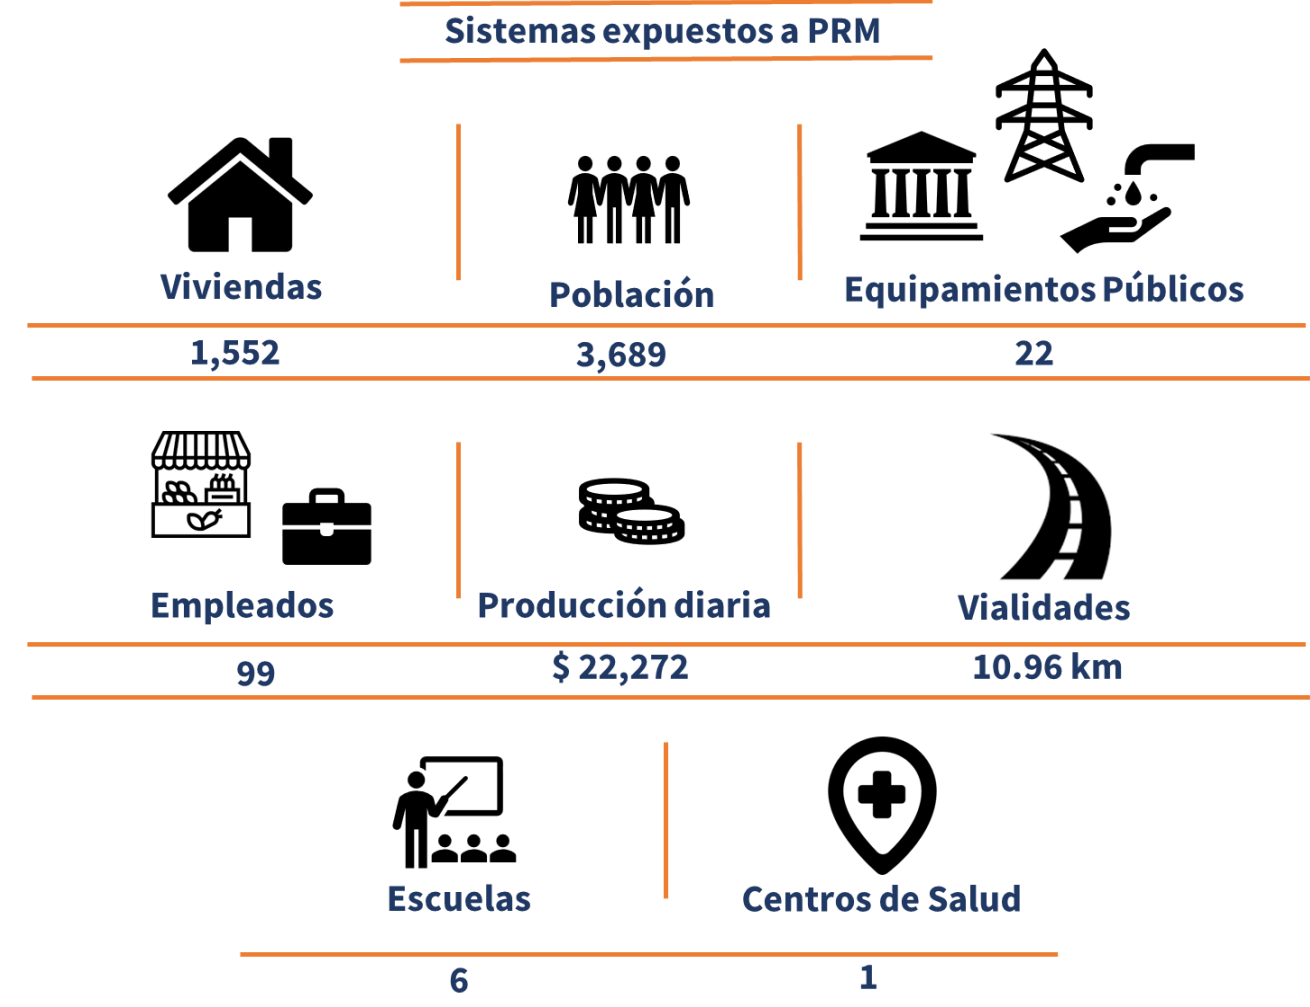 Sistemas expuestos a PRM
Viviendas
Población
Equipamientos Públicos
1,552
3,689
22
Empleados
Producción diaria
Vialidades
99
$ 22,272
10.96 km
Escuelas
Centros de Salud
6
1